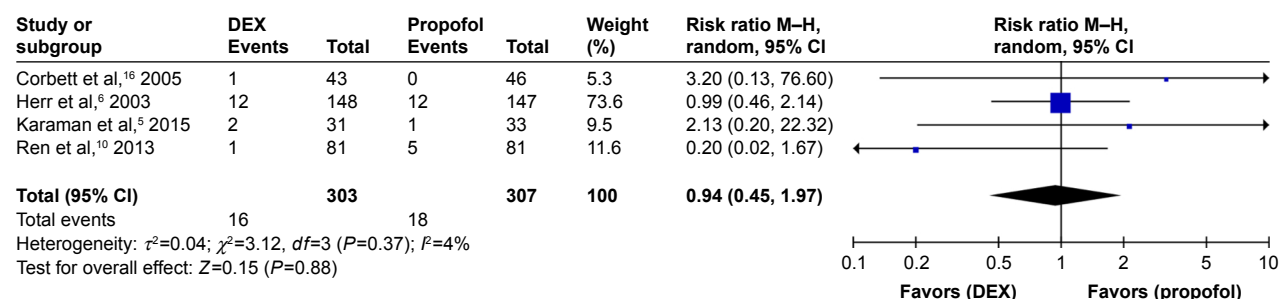 Study or subgroup DEX Events Total Propofol Events Total Weight (%) Risk ratio M–H, random, 95% CI Risk ratio M–H, random, 95% CI
Corbett et al,¹⁶ 2005 1 43 0 46 5.3 3.20 (0.13, 76.60)
Herr et al,⁶ 2003 12 148 12 147 73.6 0.99 (0.46, 2.14)
Karaman et al,⁵ 2015 2 31 1 33 9.5 2.13 (0.20, 22.32)
Ren et al,¹⁰ 2013 1 81 5 81 11.6 0.20 (0.02, 1.67)
Total (95% CI) 303 307 100 0.94 (0.45, 1.97)
Total events 16 18
Heterogeneity: τ²=0.04; χ²=3.12, df=3 (P=0.37); I²=4%
Test for overall effect: Z=0.15 (P=0.88)
0.1 0.2 0.5 1 2 5 10
Favors (DEX) Favors (propofol)